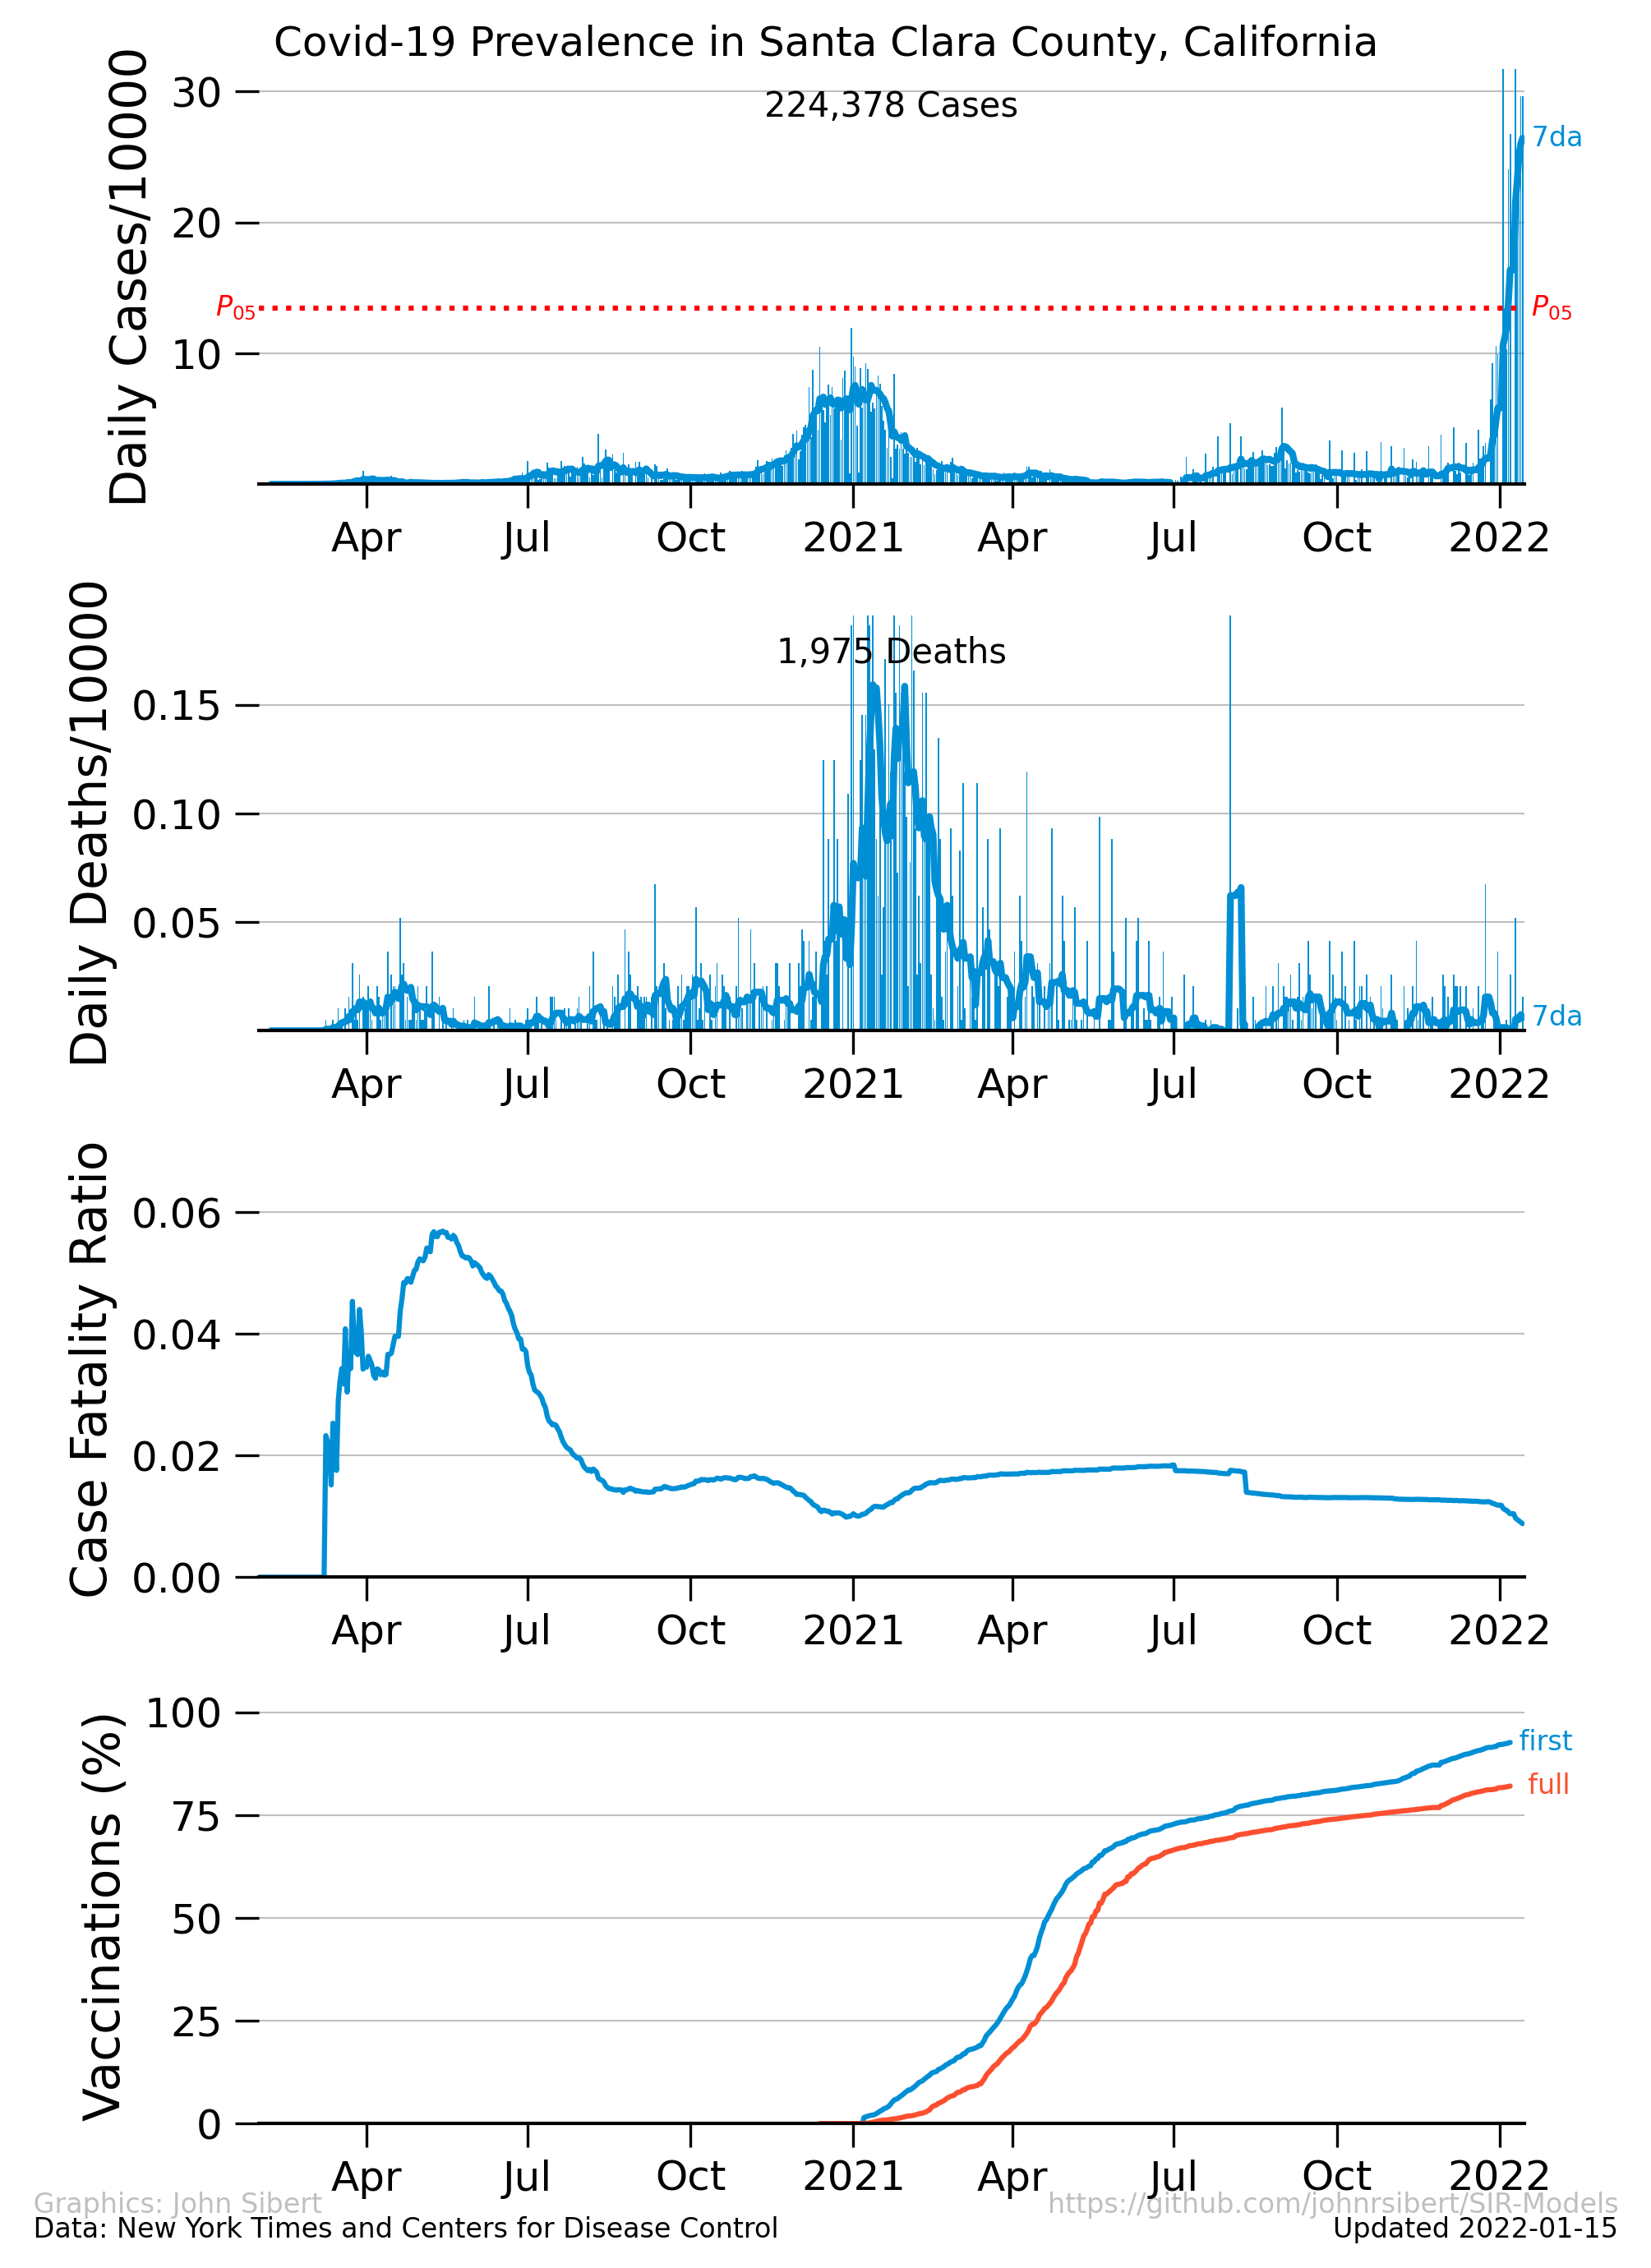 Covid-19 Prevalence in Santa Clara County, California
Daily Cases/10000
30
20
10
224,378 Cases
7da
P05
P05
Apr Jul Oct 2021 Apr Jul Oct 2022
Daily Deaths/10000
1,975 Deaths
0.15
0.10
0.05
7da
Apr Jul Oct 2021 Apr Jul Oct 2022
Case Fatality Ratio
0.06
0.04
0.02
0.00
Apr Jul Oct 2021 Apr Jul Oct 2022
Vaccinations (%)
100
75
50
25
0
first
full
Apr Jul Oct 2021 Apr Jul Oct 2022
Graphics: John Sibert https://github.com/johnrsibert/SIR-Models
Data: New York Times and Centers for Disease Control Updated 2022-01-15